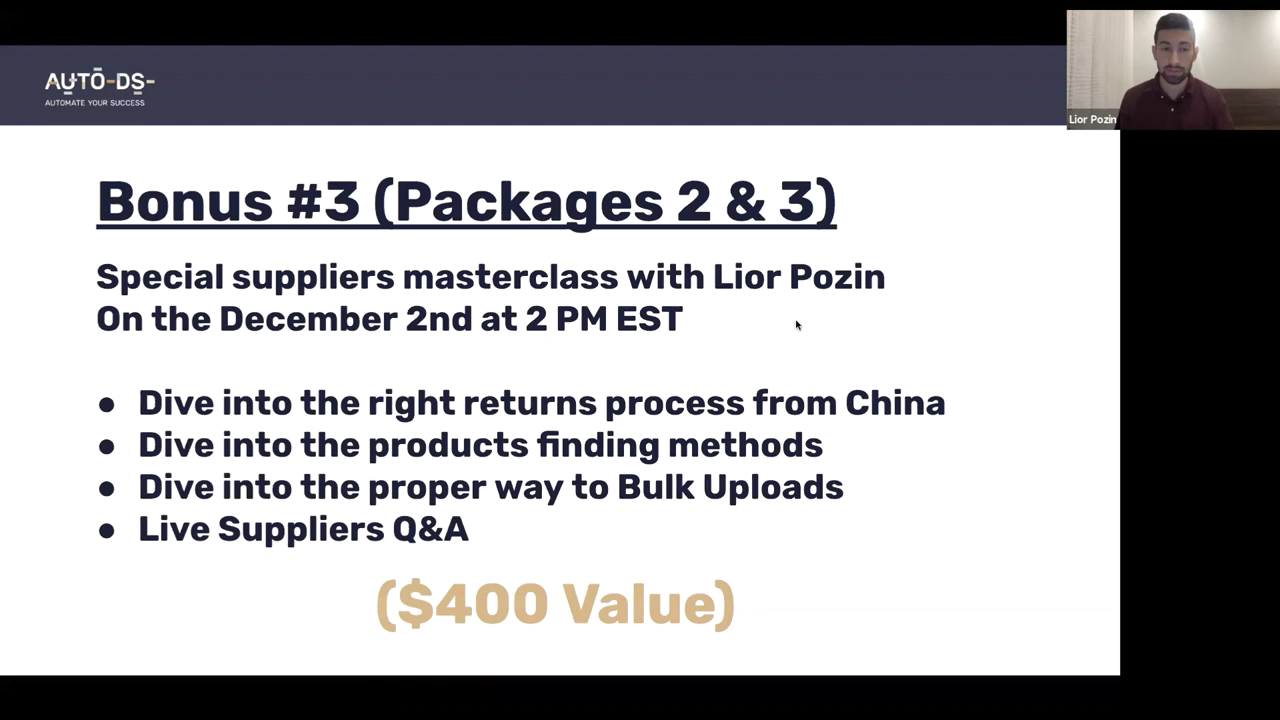 AUTO-DS-
AUTOMATE YOUR SUCCESS
Lior Pozin
Bonus #3 (Packages 2 & 3)
Special suppliers masterclass with Lior Pozin
On the December 2nd at 2 PM EST
● Dive into the right returns process from China
● Dive into the products finding methods
● Dive into the proper way to Bulk Uploads
● Live Suppliers Q&A
($400 Value)